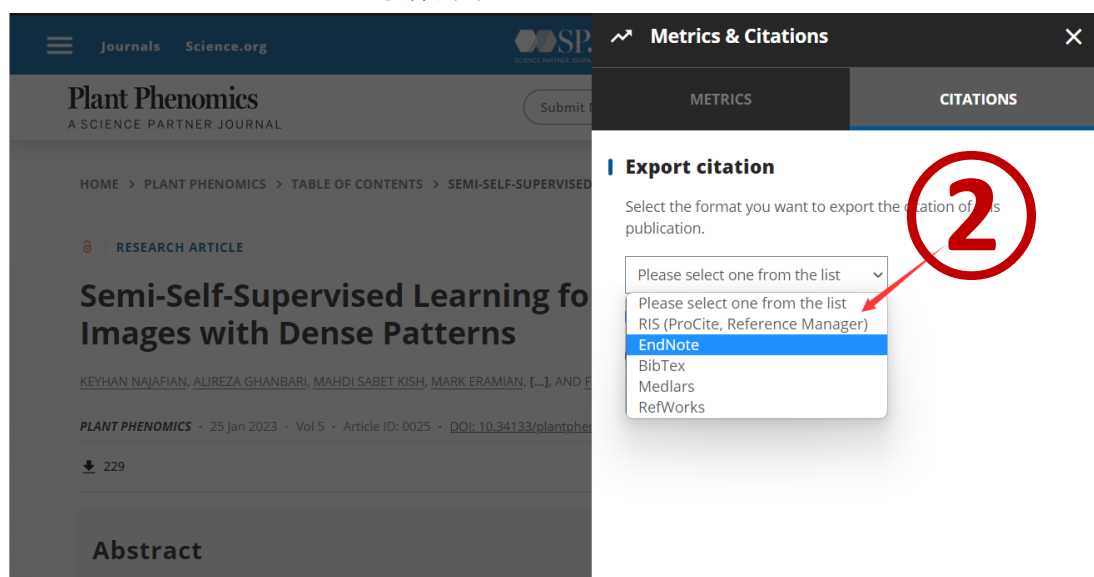 Journals Science.org
SP
SCIENCE PARTNER JOURN
Metrics & Citations
Plant Phenomics
A SCIENCE PARTNER JOURNAL
Submit
METRICS
CITATIONS
HOME > PLANT PHENOMICS > TABLE OF CONTENTS > SEMI-SELF-SUPERVISED
RESEARCH ARTICLE
Semi-Self-Supervised Learning fo
Images with Dense Patterns
KEYHAN NAJAFIAN, ALIREZA GHANBARI, MAHDI SABET KISH, MARK ERAMIAN, [...], AND F
PLANT PHENOMICS · 25 Jan 2023 · Vol 5 · Article ID: 0025 · DOI: 10.34133/plantphe
229
Abstract
Export citation
Select the format you want to export the citation of this
publication.
2
Please select one from the list
Please select one from the list
RIS (ProCite, Reference Manager)
EndNote
BibTex
Medlars
RefWorks